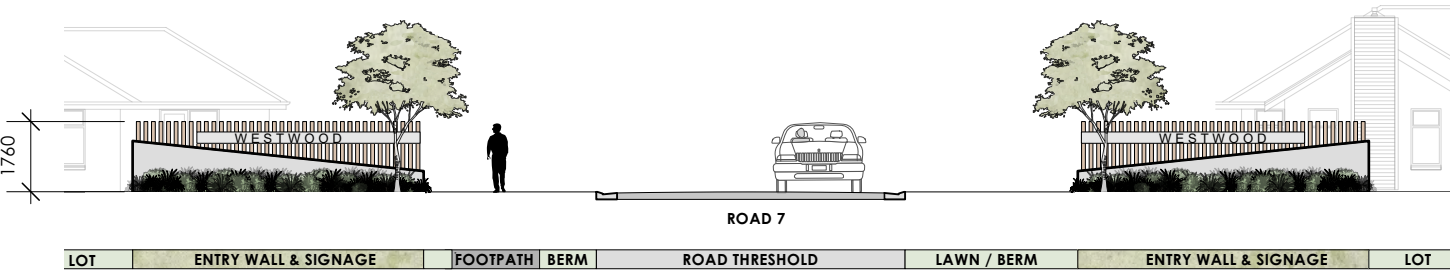 WESTWOOD
WESTWOOD
1760
ROAD 7
LOT ENTRY WALL & SIGNAGE FOOTPATH BERM ROAD THRESHOLD LAWN / BERM ENTRY WALL & SIGNAGE LOT